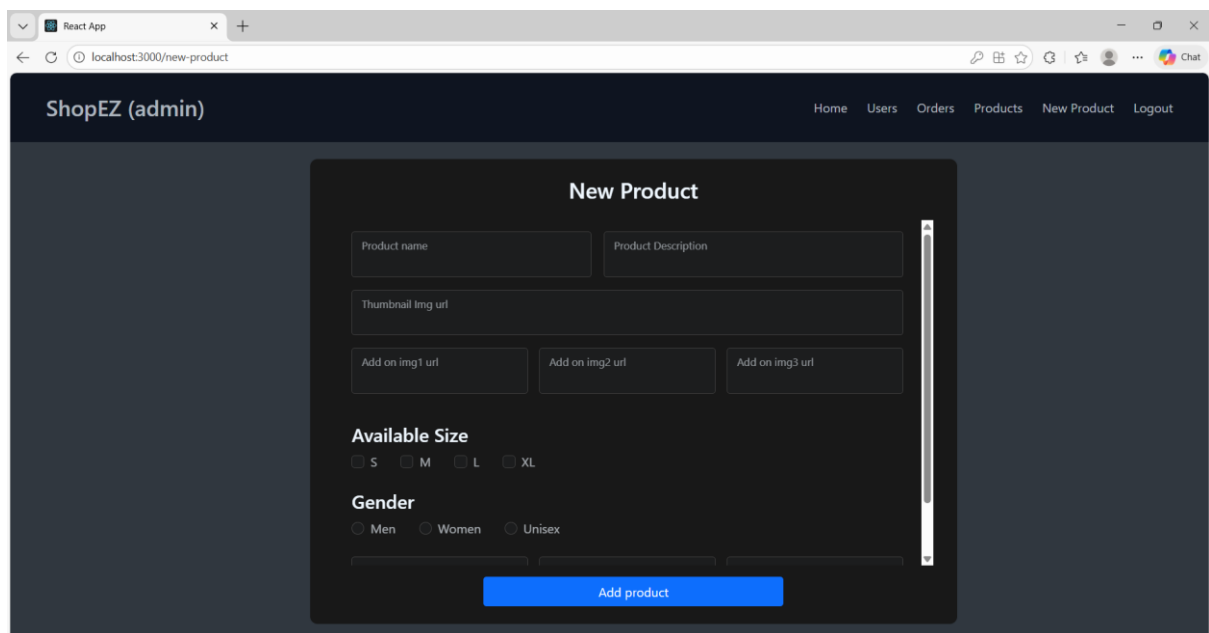 React App
localhost:3000/new-product
Chat
ShopEZ (admin)
Home Users Orders Products New Product Logout
New Product
Product name Product Description
Thumbnail Img url
Add on img1 url Add on img2 url Add on img3 url
Available Size
S M L XL
Gender
Men Women Unisex
Add product